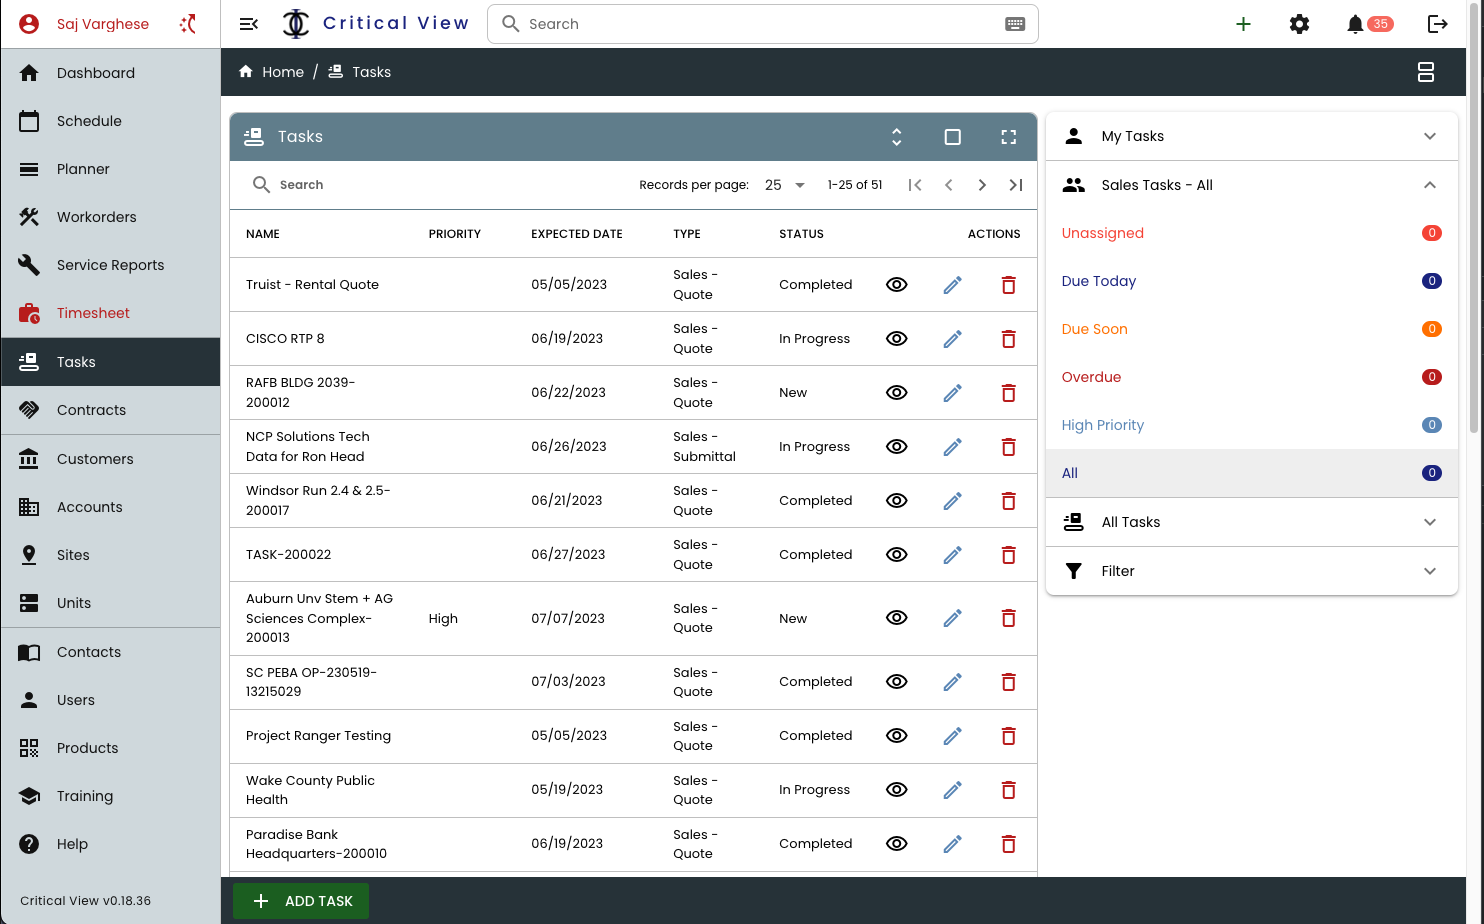 Saj Varghese
Critical View
Search
35
Home / Tasks
Dashboard
Schedule
Planner
Workorders
Service Reports
Timesheet
Tasks
Contracts
Customers
Accounts
Sites
Units
Contacts
Users
Products
Training
Help
Critical View v0.18.36
Tasks
Search
Records per page: 25 1-25 of 51
NAME PRIORITY EXPECTED DATE TYPE STATUS ACTIONS
Truist - Rental Quote 05/05/2023 Sales - Quote Completed
CISCO RTP 8 06/19/2023 Sales - Quote In Progress
RAFB BLDG 2039-200012 06/22/2023 Sales - Quote New
NCP Solutions Tech Data for Ron Head 06/26/2023 Sales - Submittal In Progress
Windsor Run 2.4 & 2.5-200017 06/21/2023 Sales - Quote Completed
TASK-200022 06/27/2023 Sales - Quote Completed
Auburn Unv Stem + AG Sciences Complex-200013 High 07/07/2023 Sales - Quote New
SC PEBA OP-230519-13215029 07/03/2023 Sales - Quote Completed
Project Ranger Testing 05/05/2023 Sales - Quote Completed
Wake County Public Health 05/19/2023 Sales - Quote In Progress
Paradise Bank Headquarters-200010 06/19/2023 Sales - Quote Completed
ADD TASK
My Tasks
Sales Tasks - All
Unassigned 0
Due Today 0
Due Soon 0
Overdue 0
High Priority 0
All 0
All Tasks
Filter